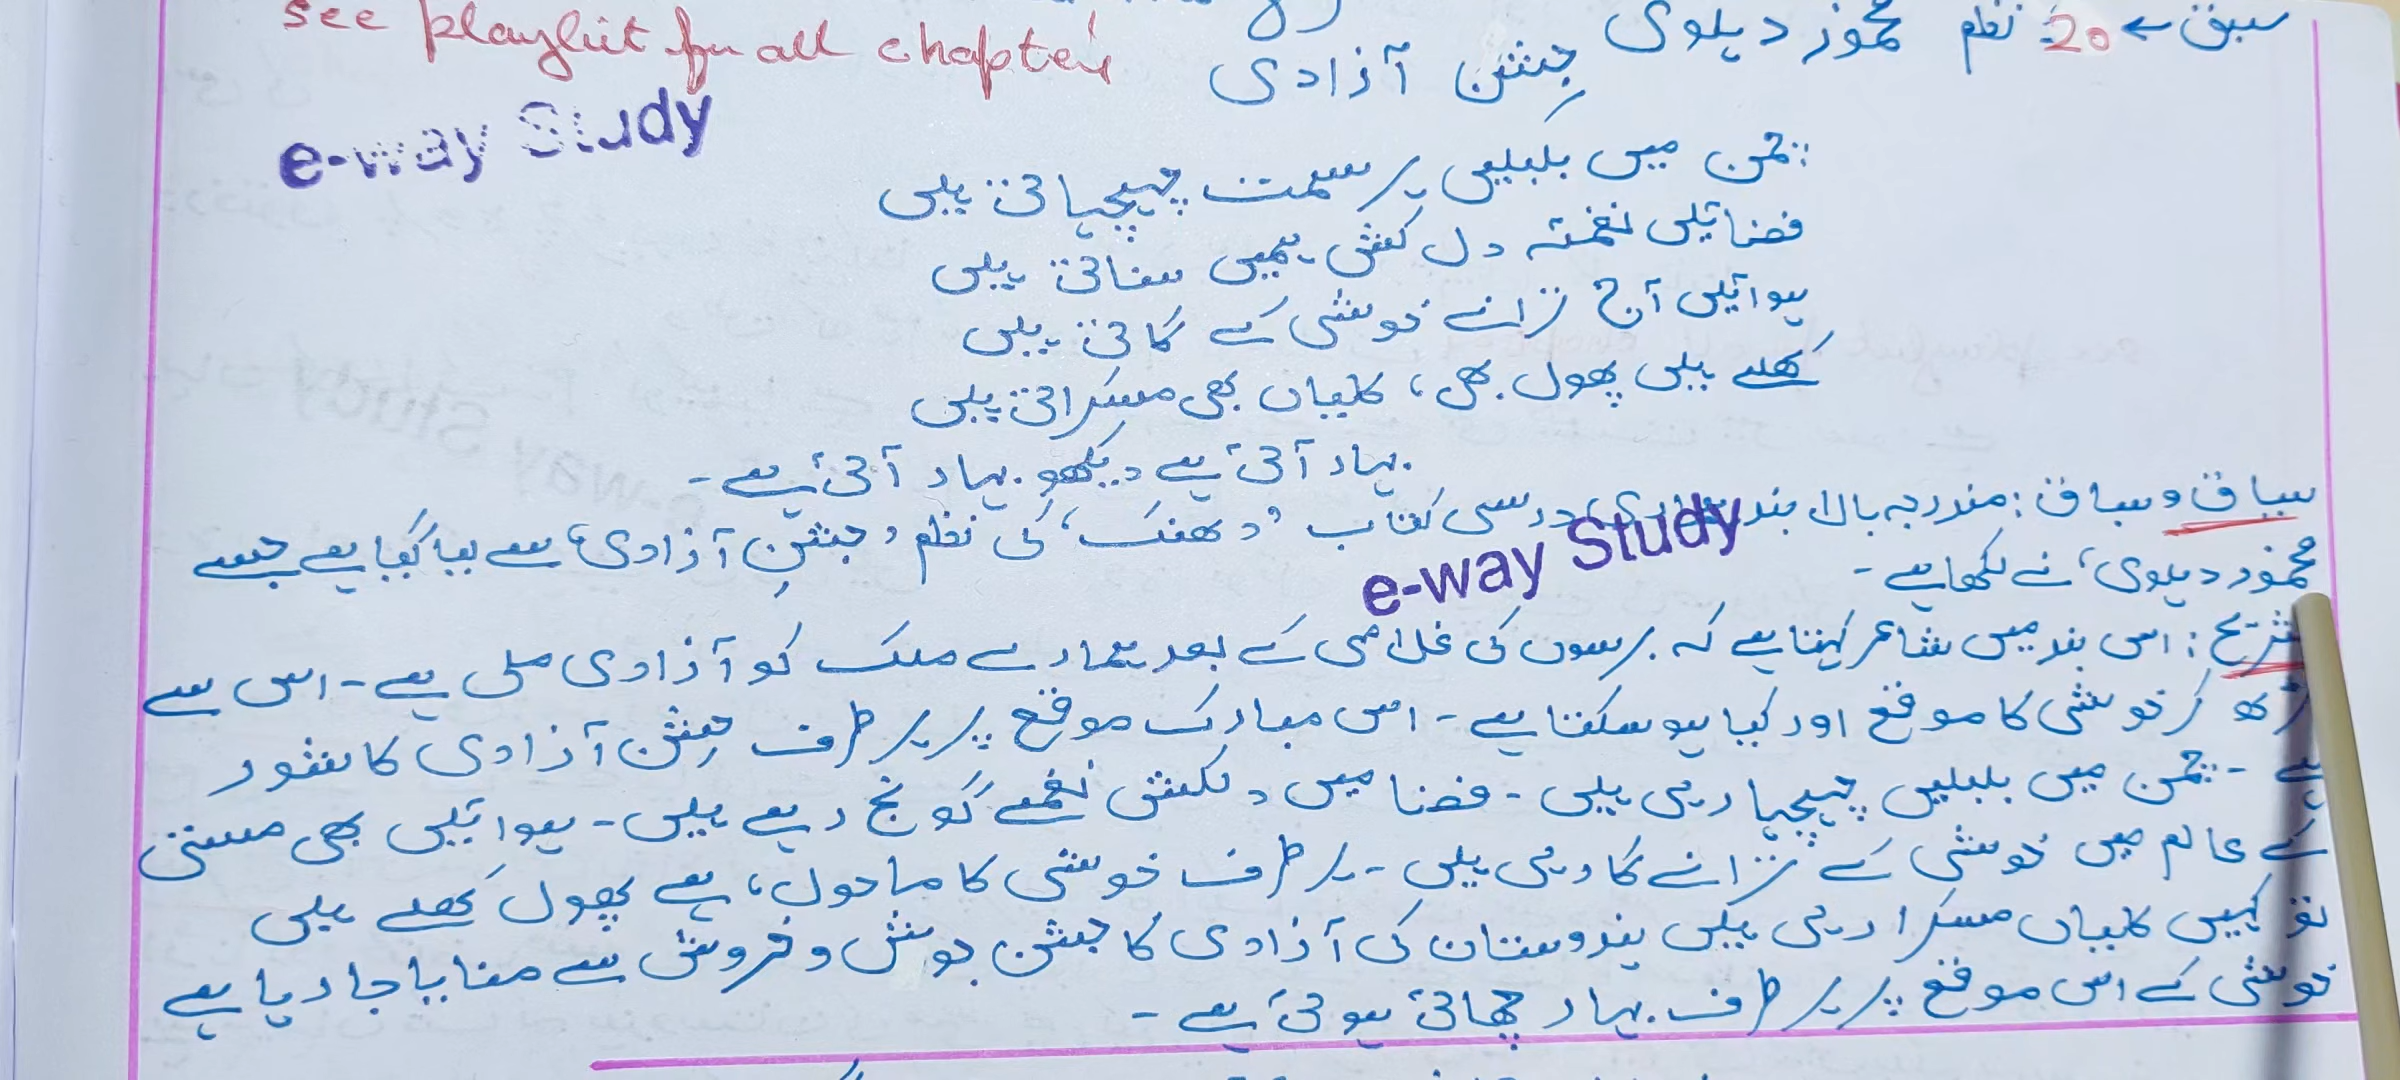 see playlist for all chapters
سبق ← 20: نظم محمود دہلوی
جشنِ آزادی
e-way Study
چمن میں بلبلیں ہر سمت چہچہاتی ہیں
فضائیں نغمۂ دل کش ہمیں سناتی ہیں
ہوائیں آج ترانے خوشی کے گاتی ہیں
کھلے ہیں پھول بھی، کلیاں بھی مسکراتی ہیں
بہار آئی ہے دیکھو بہار آئی ہے۔
سیاق و سباق: مندرجہ بالا بند ہماری درسی کتاب 'دھنک' کی نظم 'جشنِ آزادی' سے لیا گیا ہے جسے
محمود دہلوی' نے لکھا ہے۔
e-way Study
تشریح: اس بند میں شاعر کہتا ہے کہ برسوں کی غلامی کے بعد ہمارے ملک کو آزادی ملی ہے۔ اس سے
بڑھ کر خوشی کا موقع اور کیا ہو سکتا ہے۔ اس مبارک موقع پر ہر طرف جشنِ آزادی کا شور
ہے۔ چمن میں بلبلیں چہچہا رہی ہیں۔ فضا میں دلکش نغمے گونج رہے ہیں۔ ہوائیں بھی مستی
کے عالم میں خوشی کے ترانے گا رہی ہیں۔ ہر طرف خوشی کا ماحول، ہے پھول کھلے ہیں
تو کہیں کلیاں مسکرا رہی ہیں ہندوستان کی آزادی کا جشن جوش و خروش سے منایا جا رہا ہے
خوشی کے اس موقع پر ہر طرف بہار چھائی ہوئی ہے۔